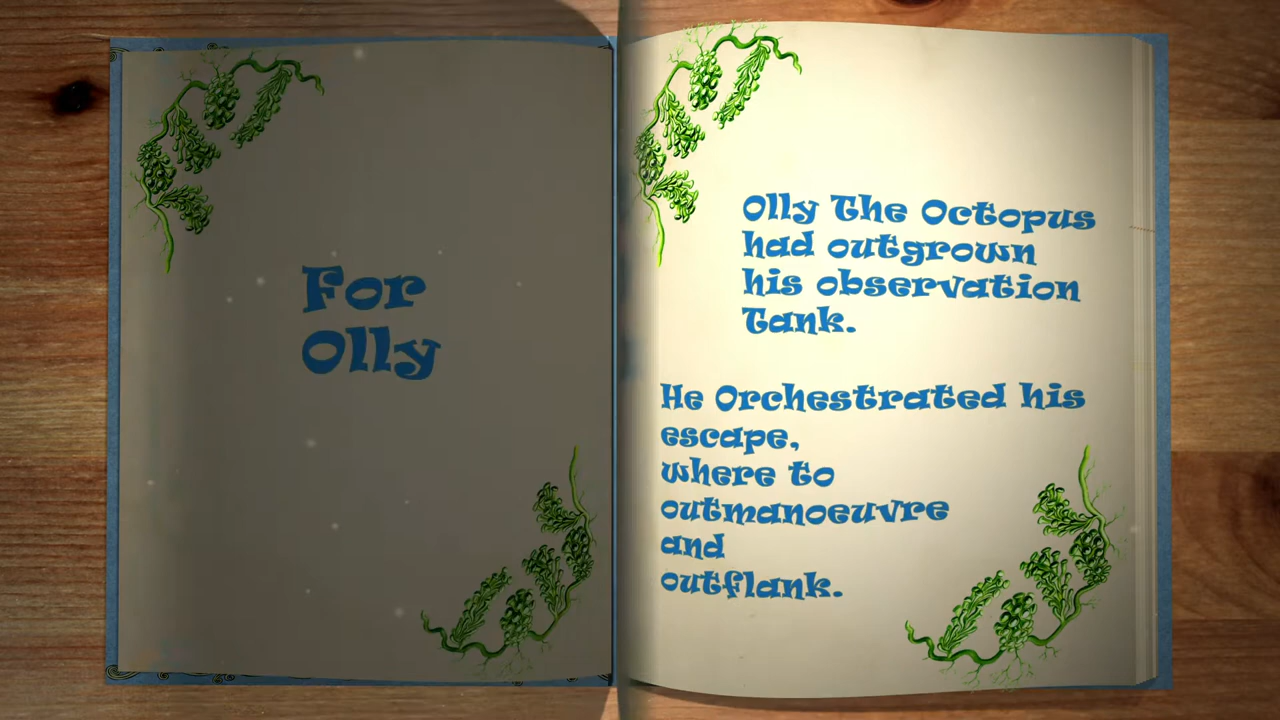 For
Olly
Olly The Octopus
had outgrown
his observation
Tank.
He Orchestrated his
escape,
where to
outmanoeuvre
and
outflank.